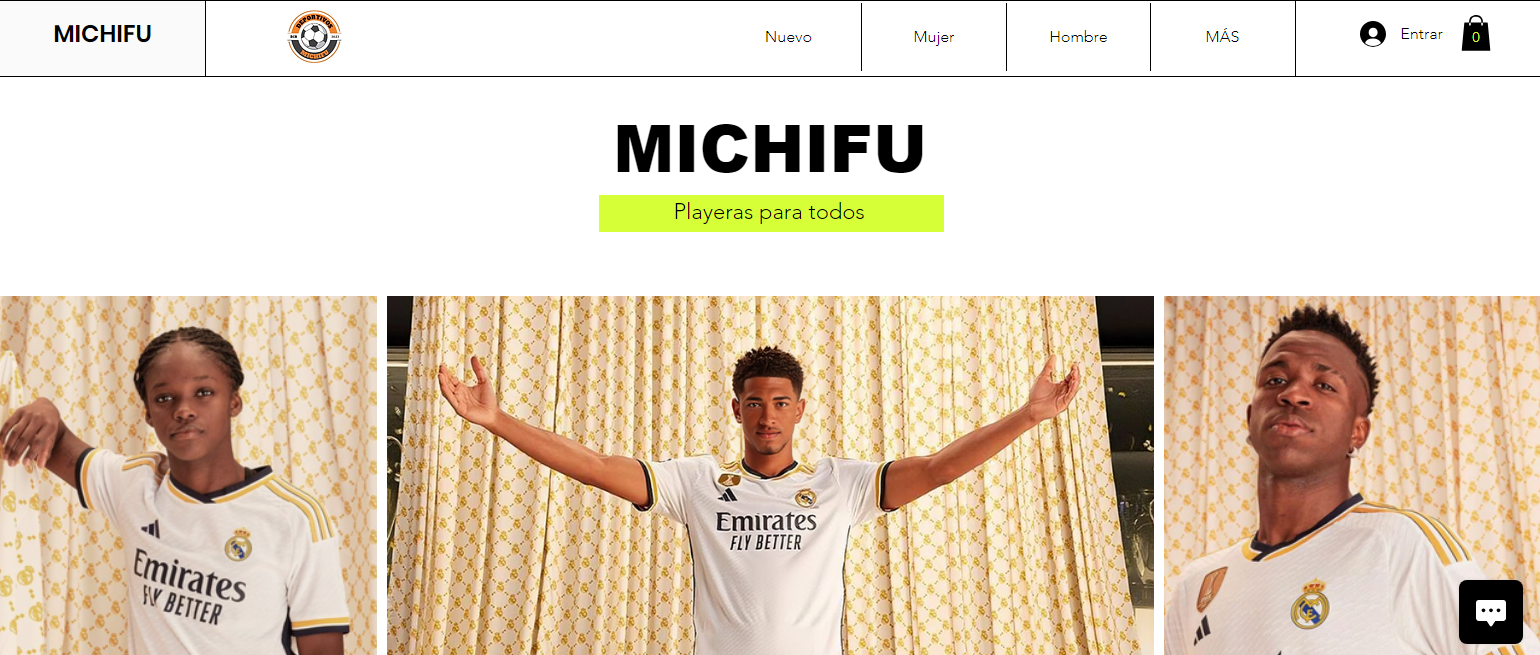 MICHIFU
DEPORTIVOS
MICHIFU
Nuevo
Mujer
Hombre
MÁS
Entrar
0
MICHIFU
Playeras para todos
Emirates
FLY BETTER
Emirates
FLY BETTER